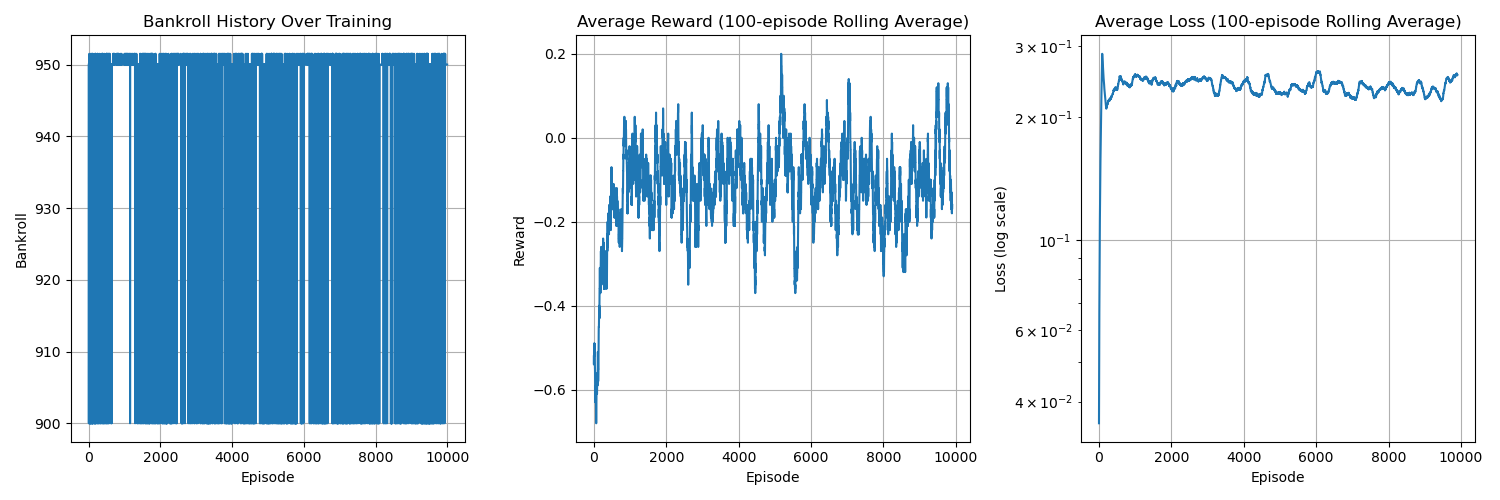 Bankroll History Over Training
950
940
930
920
910
900
Bankroll
0 2000 4000 6000 8000 10000
Episode
Average Reward (100-episode Rolling Average)
0.2
0.0
−0.2
−0.4
−0.6
Reward
0 2000 4000 6000 8000 10000
Episode
Average Loss (100-episode Rolling Average)
3 × 10⁻¹
2 × 10⁻¹
10⁻¹
6 × 10⁻²
4 × 10⁻²
Loss (log scale)
0 2000 4000 6000 8000 10000
Episode